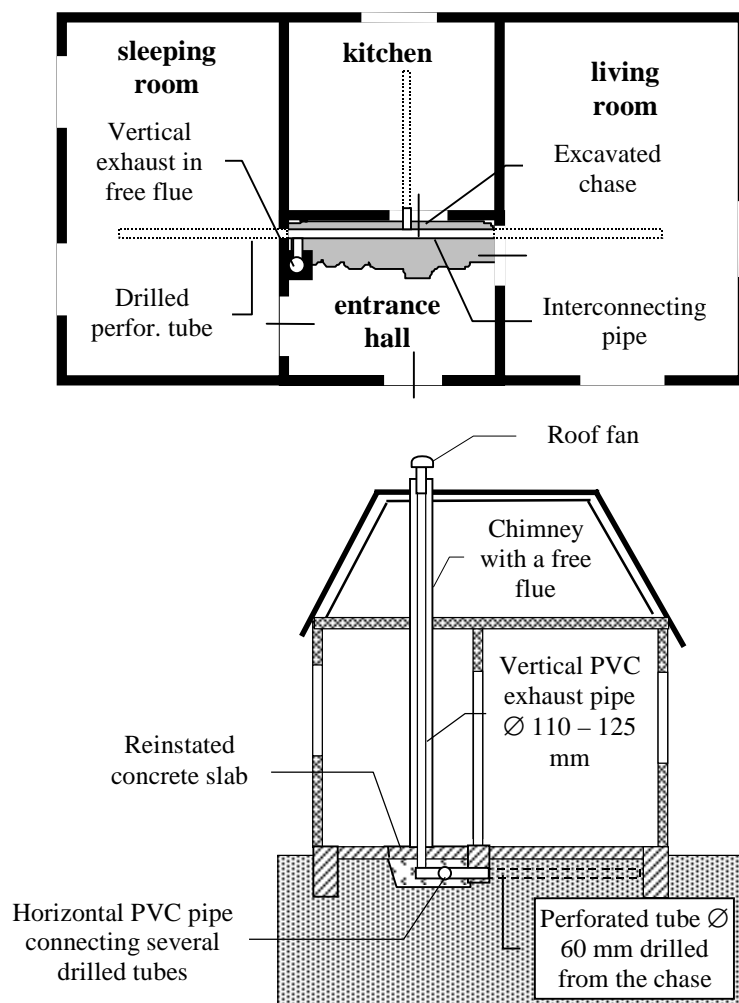 sleeping
room
kitchen
living
room
Vertical
exhaust in
free flue
Excavated
chase
Drilled
perfor. tube
entrance
hall
Interconnecting
pipe
Roof fan
Chimney
with a free
flue
Vertical PVC
exhaust pipe
∅ 110 – 125
mm
Reinstated
concrete slab
Horizontal PVC pipe
connecting several
drilled tubes
Perforated tube ∅
60 mm drilled
from the chase